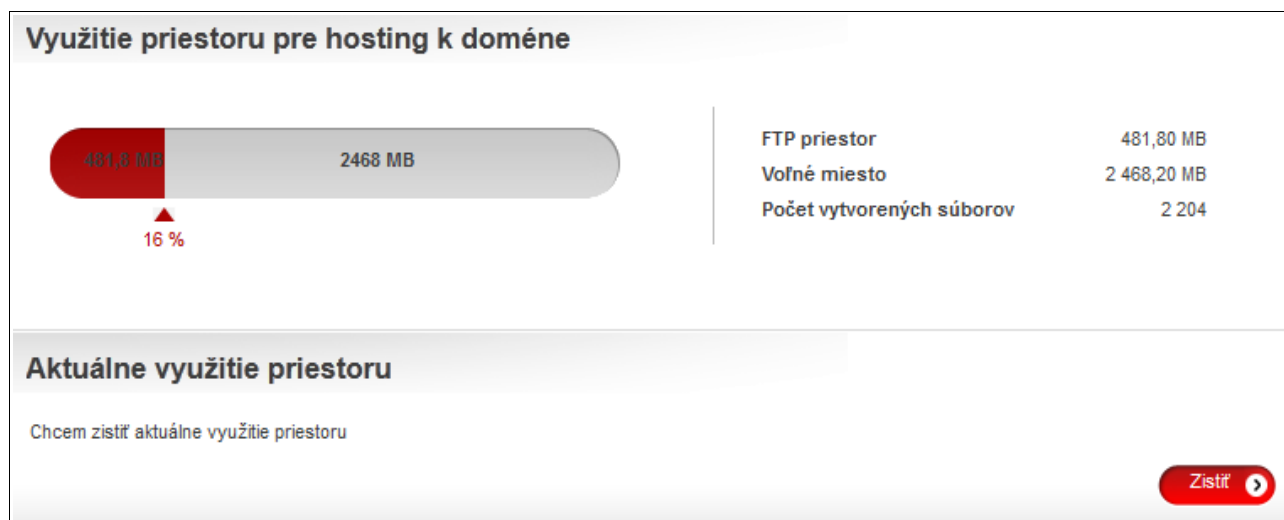 Využitie priestoru pre hosting k doméne
481,8 MB
2468 MB
16 %
FTP priestor 481,80 MB
Voľné miesto 2 468,20 MB
Počet vytvorených súborov 2 204
Aktuálne využitie priestoru
Chcem zistiť aktuálne využitie priestoru
Zistiť